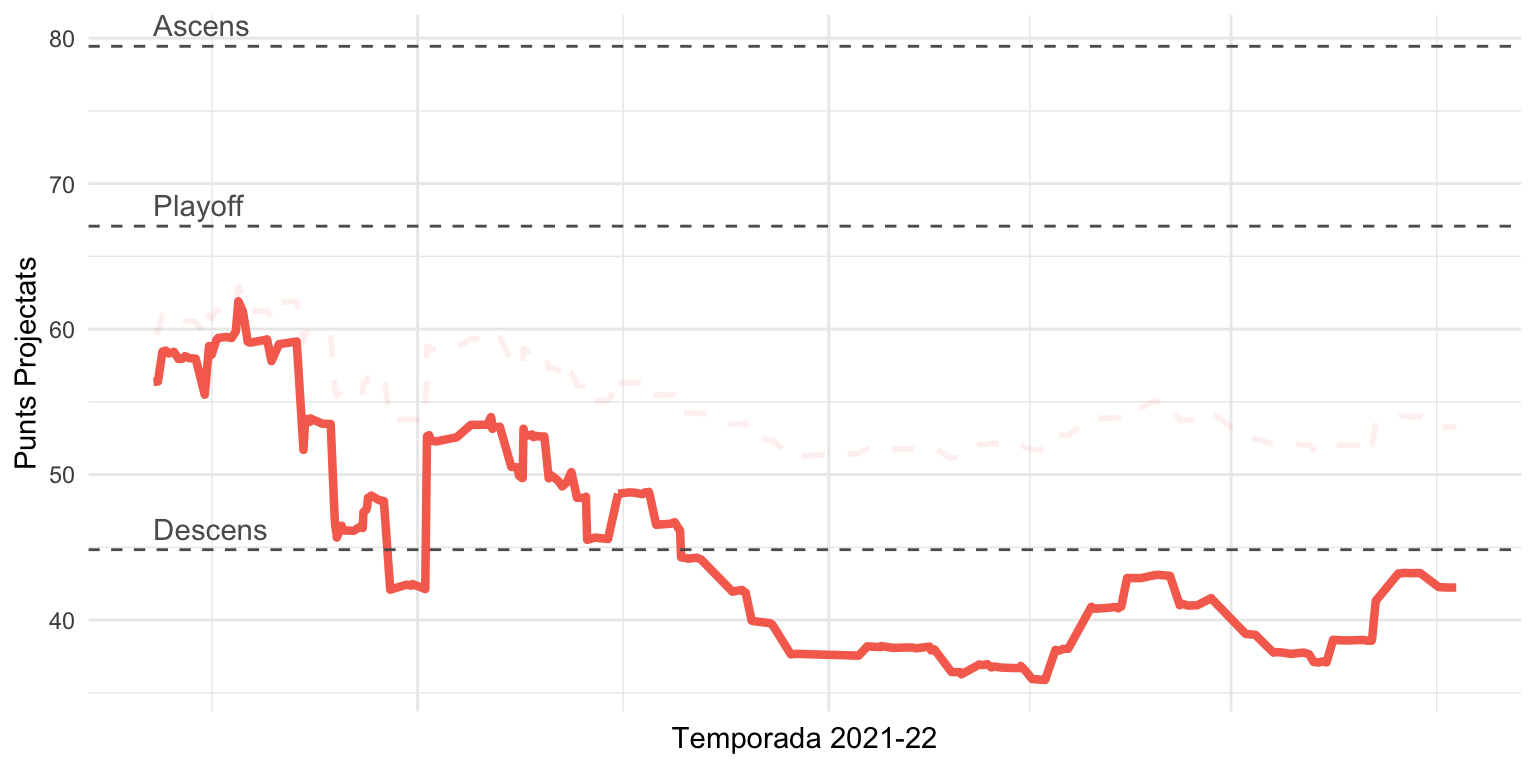 Ascens
80
70
Playoff
60
50
Descens
40
Punts Projectats
Temporada 2021-22